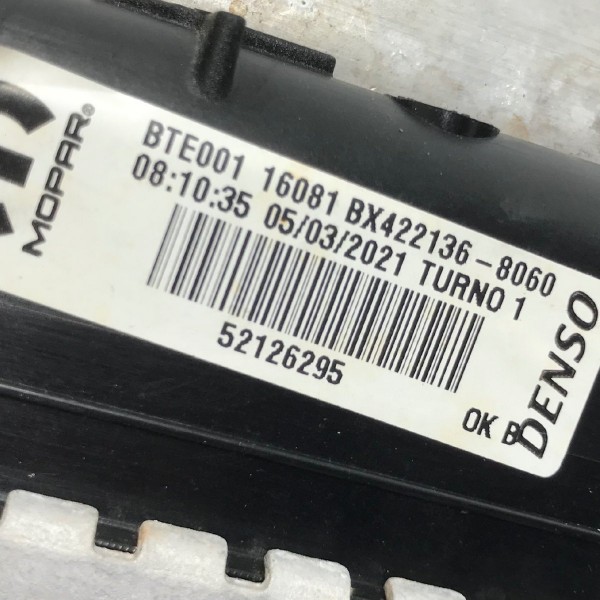 MOPAR®
BTE001 16081 BX422136-8060
08:10:35 05/03/2021 TURNO 1
52126295
OK B
DENSO